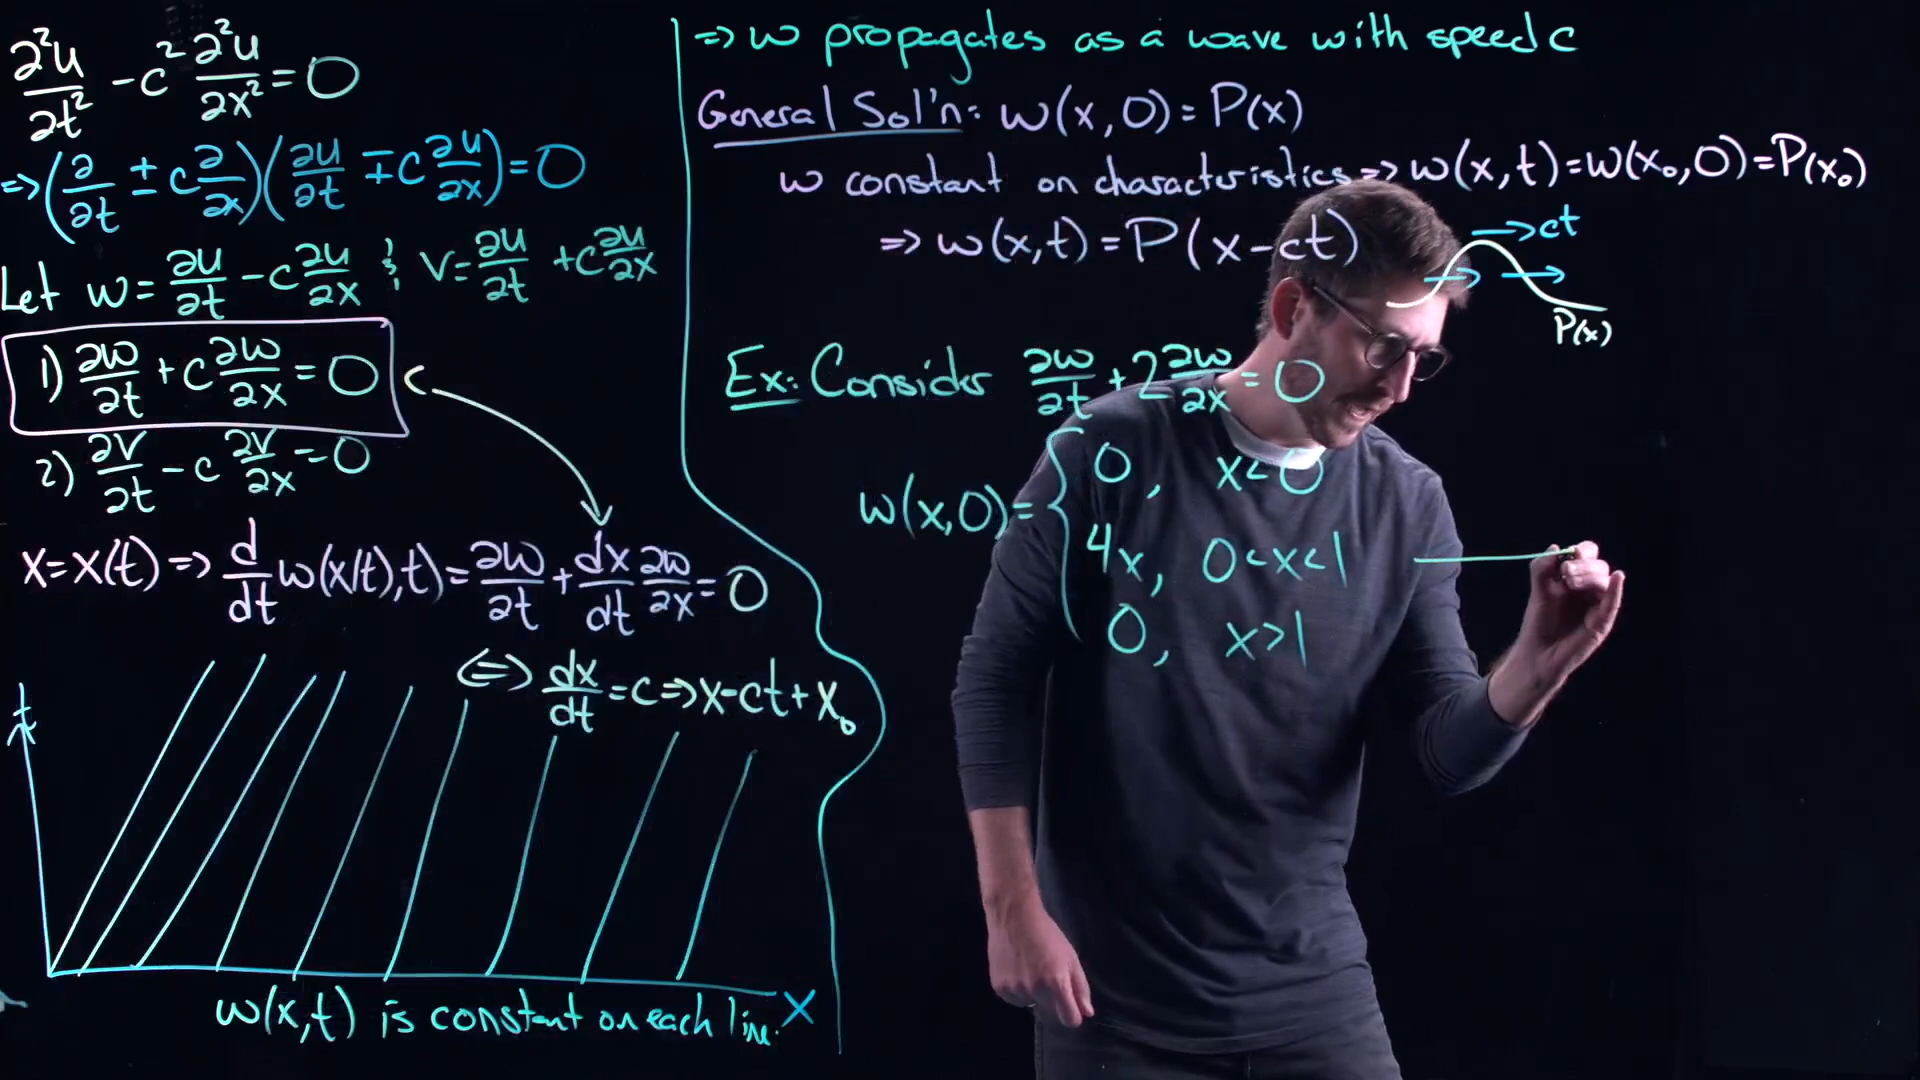 ∂²u/∂t² - c² ∂²u/∂x² = 0
=> (∂/∂t ± c ∂/∂x)(∂u/∂t ∓ c ∂u/∂x) = 0
Let w = ∂u/∂t - c ∂u/∂x & v = ∂u/∂t + c ∂u/∂x
1) ∂w/∂t + c ∂w/∂x = 0
2) ∂v/∂t - c ∂v/∂x = 0
x = x(t) => d/dt w(x(t),t) = ∂w/∂t + dx/dt ∂w/∂x = 0
<=> dx/dt = c => x = ct + x₀
t
x
w(x,t) is constant on each line.
=> w propagates as a wave with speed c
General Sol'n: w(x,0) = P(x)
w constant on characteristics => w(x,t) = w(x₀,0) = P(x₀)
=> w(x,t) = P(x-ct)
ct
P(x)
Ex: Consider ∂w/∂t + 2 ∂w/∂x = 0
w(x,0) = { 0, x<0
4x, 0<x<1
0, x>1